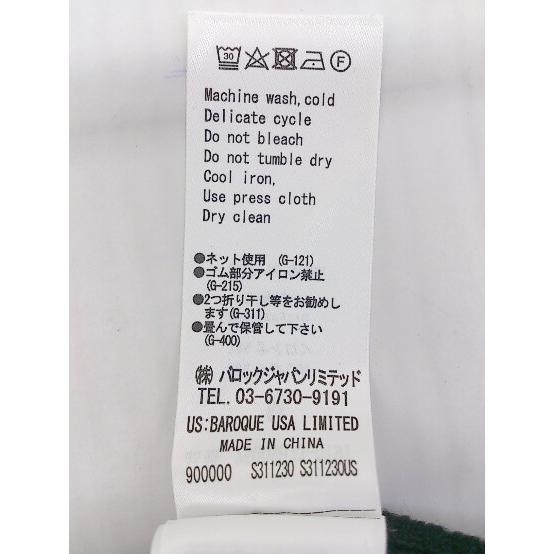 30 F
Machine wash,cold
Delicate cycle
Do not bleach
Do not tumble dry
Cool iron,
Use press cloth
Dry clean
●ネット使用 (G-121)
●ゴム部分アイロン禁止
(G-215)
●2つ折り干し等をお勧めし
ます(G-311)
●畳んで保管して下さい
(G-400)
㈱ バロックジャパンリミテッド
TEL. 03-6730-9191
US:BAROQUE USA LIMITED
MADE IN CHINA
900000 S311230 S311230US